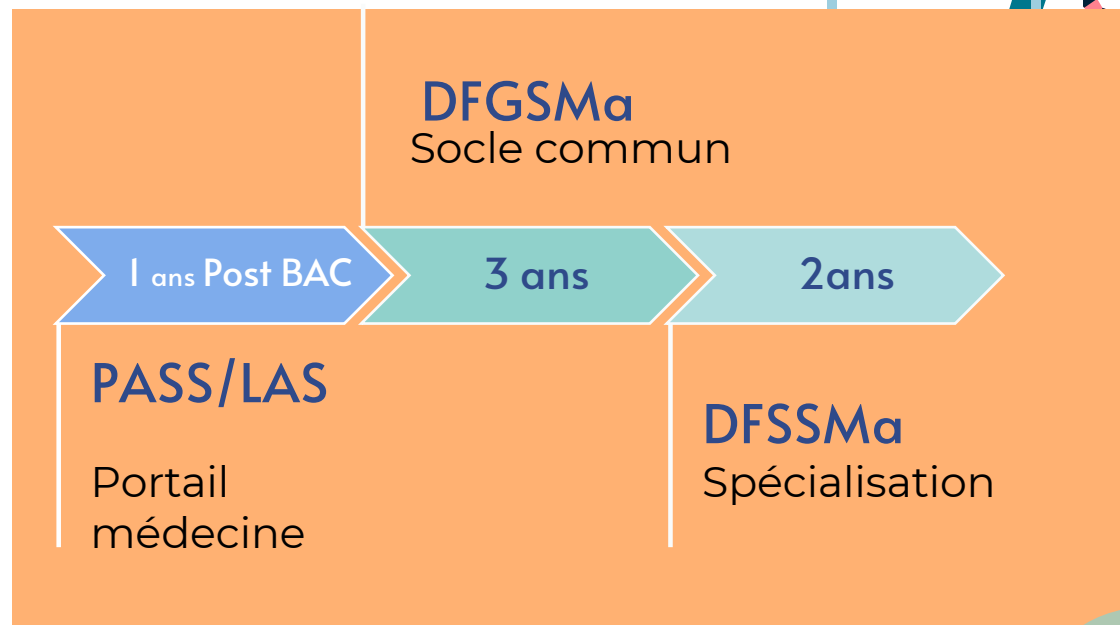 DFGSMa
Socle commun
1 ans Post BAC
3 ans
2ans
PASS/LAS
Portail
médecine
DFSSMa
Spécialisation